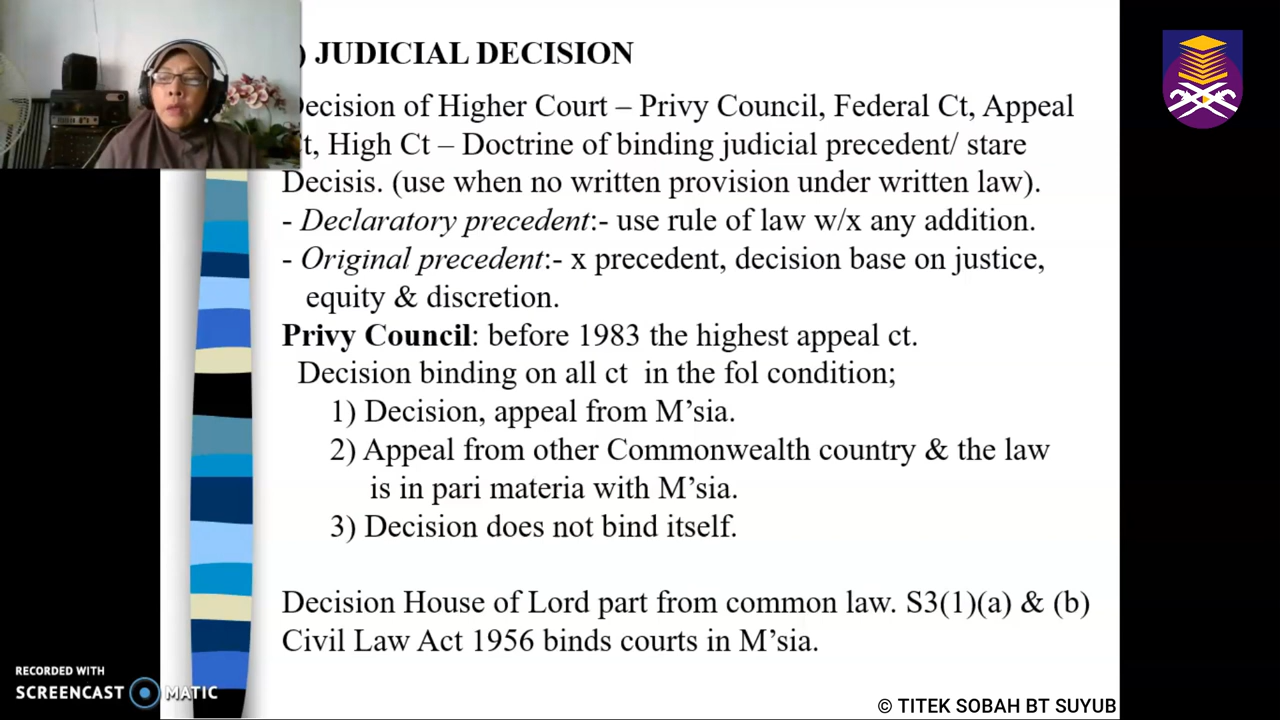 ) JUDICIAL DECISION
ecision of Higher Court – Privy Council, Federal Ct, Appeal
t, High Ct – Doctrine of binding judicial precedent/ stare
Decisis. (use when no written provision under written law).
- Declaratory precedent:- use rule of law w/x any addition.
- Original precedent:- x precedent, decision base on justice,
equity & discretion.
Privy Council: before 1983 the highest appeal ct.
Decision binding on all ct in the fol condition;
1) Decision, appeal from M’sia.
2) Appeal from other Commonwealth country & the law
is in pari materia with M’sia.
3) Decision does not bind itself.
Decision House of Lord part from common law. S3(1)(a) & (b)
Civil Law Act 1956 binds courts in M’sia.
RECORDED WITH
SCREENCAST MATIC
© TITEK SOBAH BT SUYUB